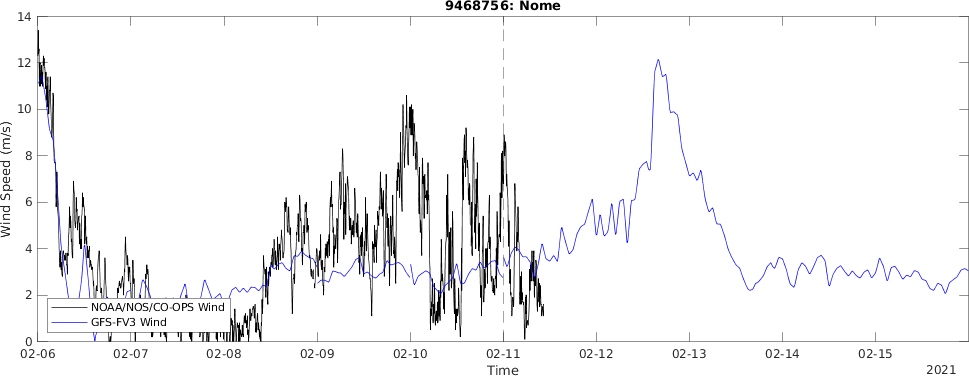 9468756: Nome
14
12
10
8
6
4
2
0
Wind Speed (m/s)
NOAA/NOS/CO-OPS Wind
GFS-FV3 Wind
02-06 02-07 02-08 02-09 02-10 02-11 02-12 02-13 02-14 02-15
Time
2021